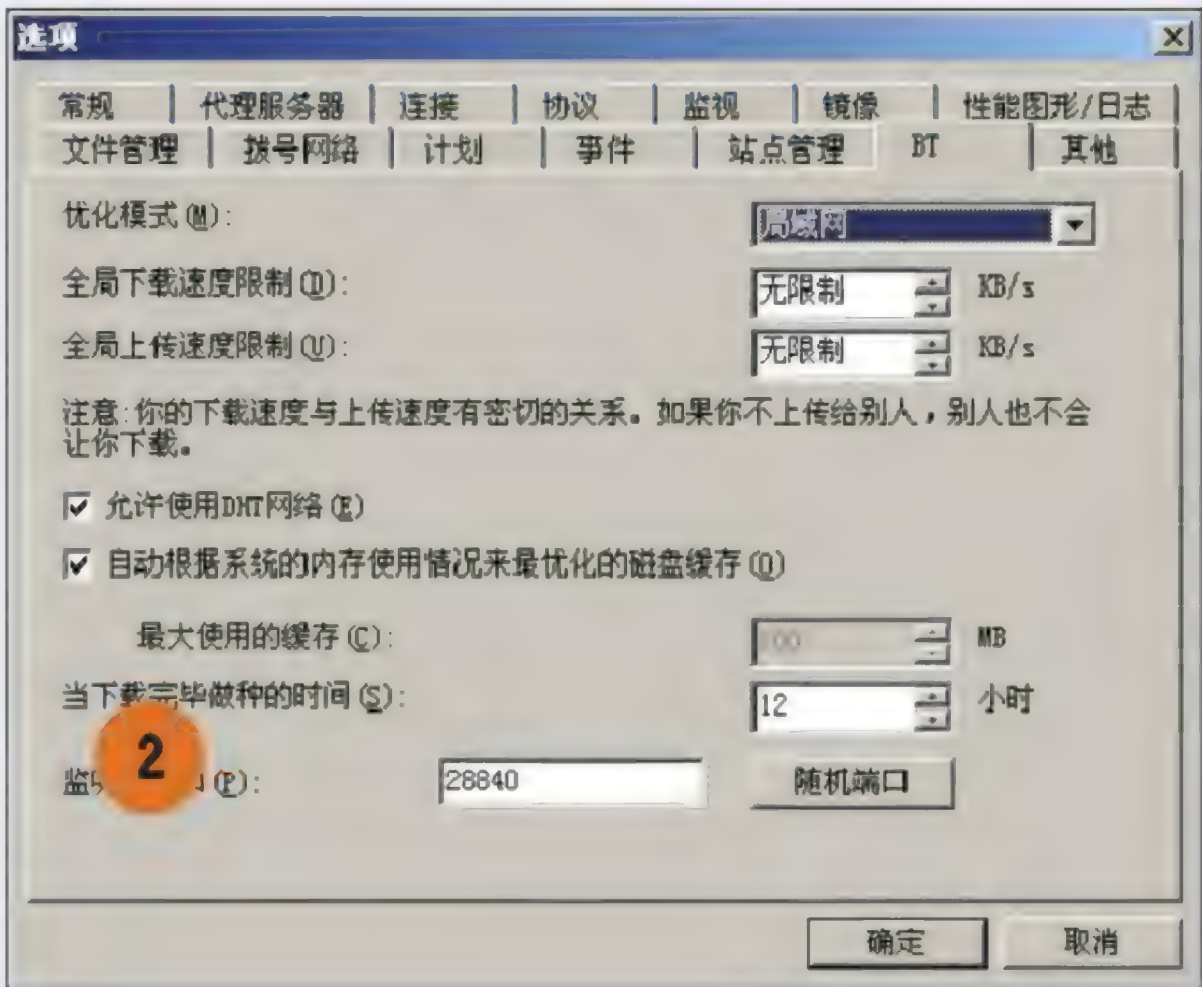 选项
常规 代理服务器 连接 协议 监视 镜像 性能图形/日志
文件管理 拨号网络 计划 事件 站点管理 BT 其他
优化模式(M): 局域网
全局下载速度限制(D): 无限制 KB/s
全局上传速度限制(U): 无限制 KB/s
注意:你的下载速度与上传速度有密切的关系。如果你不上传给别人，别人也不会
让你下载。
允许使用DHT网络(E)
自动根据系统的内存使用情况来最优化的磁盘缓存(O)
最大使用的缓存(C): 100 MB
当下载完毕做种的时间(S): 12 小时
2
监 (P): 28840 随机端口
确定 取消